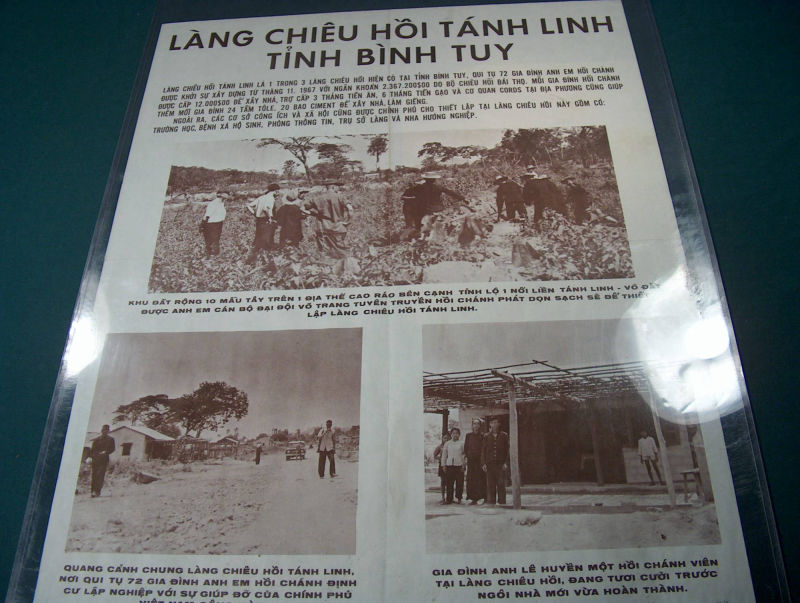 LÀNG CHIÊU HỒI TÁNH LINH
TỈNH BÌNH TUY
LÀNG CHIÊU HỒI TÁNH LINH LÀ 1 TRONG 3 LÀNG CHIÊU HỒI HIỆN CÓ TẠI TỈNH BÌNH TUY, QUI TỤ 72 GIA ĐÌNH ANH EM HỒI CHÁNH
ĐƯỢC KHỞI SỰ XÂY DỰNG TỪ THÁNG 11. 1967 VỚI NGÂN KHOẢN 2.367.200$00 DO BỘ CHIÊU HỒI ĐÀI THỌ. MỖI GIA ĐÌNH HỒI CHÁNH
ĐƯỢC CẤP 12.000$00 ĐỂ XÂY NHÀ, TRỢ CẤP 3 THÁNG TIỀN ĂN, 6 THÁNG TIỀN GẠO VÀ CƠ QUAN CORDS TẠI ĐỊA PHƯƠNG CŨNG GIÚP
THÊM MỖI GIA ĐÌNH 24 TẤM TÔLE, 20 BAO CIMENT ĐỂ XÂY NHÀ, LÀM GIẾNG.
NGOÀI RA, CÁC CƠ SỞ CÔNG ÍCH VÀ XÃ HỘI CŨNG ĐƯỢC CHÍNH PHỦ CHO THIẾT LẬP TẠI LÀNG CHIÊU HỒI NÀY GỒM CÓ:
TRƯỜNG HỌC, BỆNH XÁ HỘ SINH, PHÒNG THÔNG TIN, TRỤ SỞ LÀNG VÀ NHÀ HƯỚNG NGHIỆP.
KHU ĐẤT RỘNG 10 MẪU TÂY TRÊN 1 ĐỊA THẾ CAO RÁO BÊN CẠNH TỈNH LỘ 1 NỐI LIỀN TÁNH LINH - VÕ ĐẮT
ĐƯỢC ANH EM CÁN BỘ ĐẠI ĐỘI VÕ TRANG TUYÊN TRUYỀN HỒI CHÁNH PHÁT DỌN SẠCH SẼ ĐỂ THIẾT
LẬP LÀNG CHIÊU HỒI TÁNH LINH.
QUANG CẢNH CHUNG LÀNG CHIÊU HỒI TÁNH LINH,
NƠI QUI TỤ 72 GIA ĐÌNH ANH EM HỒI CHÁNH ĐỊNH
CƯ LẬP NGHIỆP VỚI SỰ GIÚP ĐỠ CỦA CHÍNH PHỦ
VIỆT NAM
GIA ĐÌNH ANH LÊ HUYỀN MỘT HỒI CHÁNH VIÊN
TẠI LÀNG CHIÊU HỒI, ĐANG TƯƠI CƯỜI TRƯỚC
NGÔI NHÀ MỚI VỪA HOÀN THÀNH.